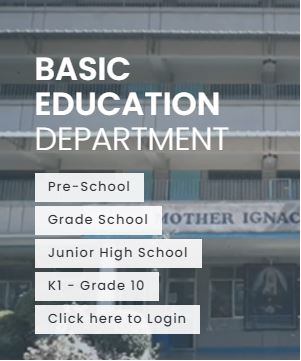 BASIC
EDUCATION
DEPARTMENT
Pre-School
Grade School
MOTHER IGNAC
Junior High School
K1 - Grade 10
Click here to Login